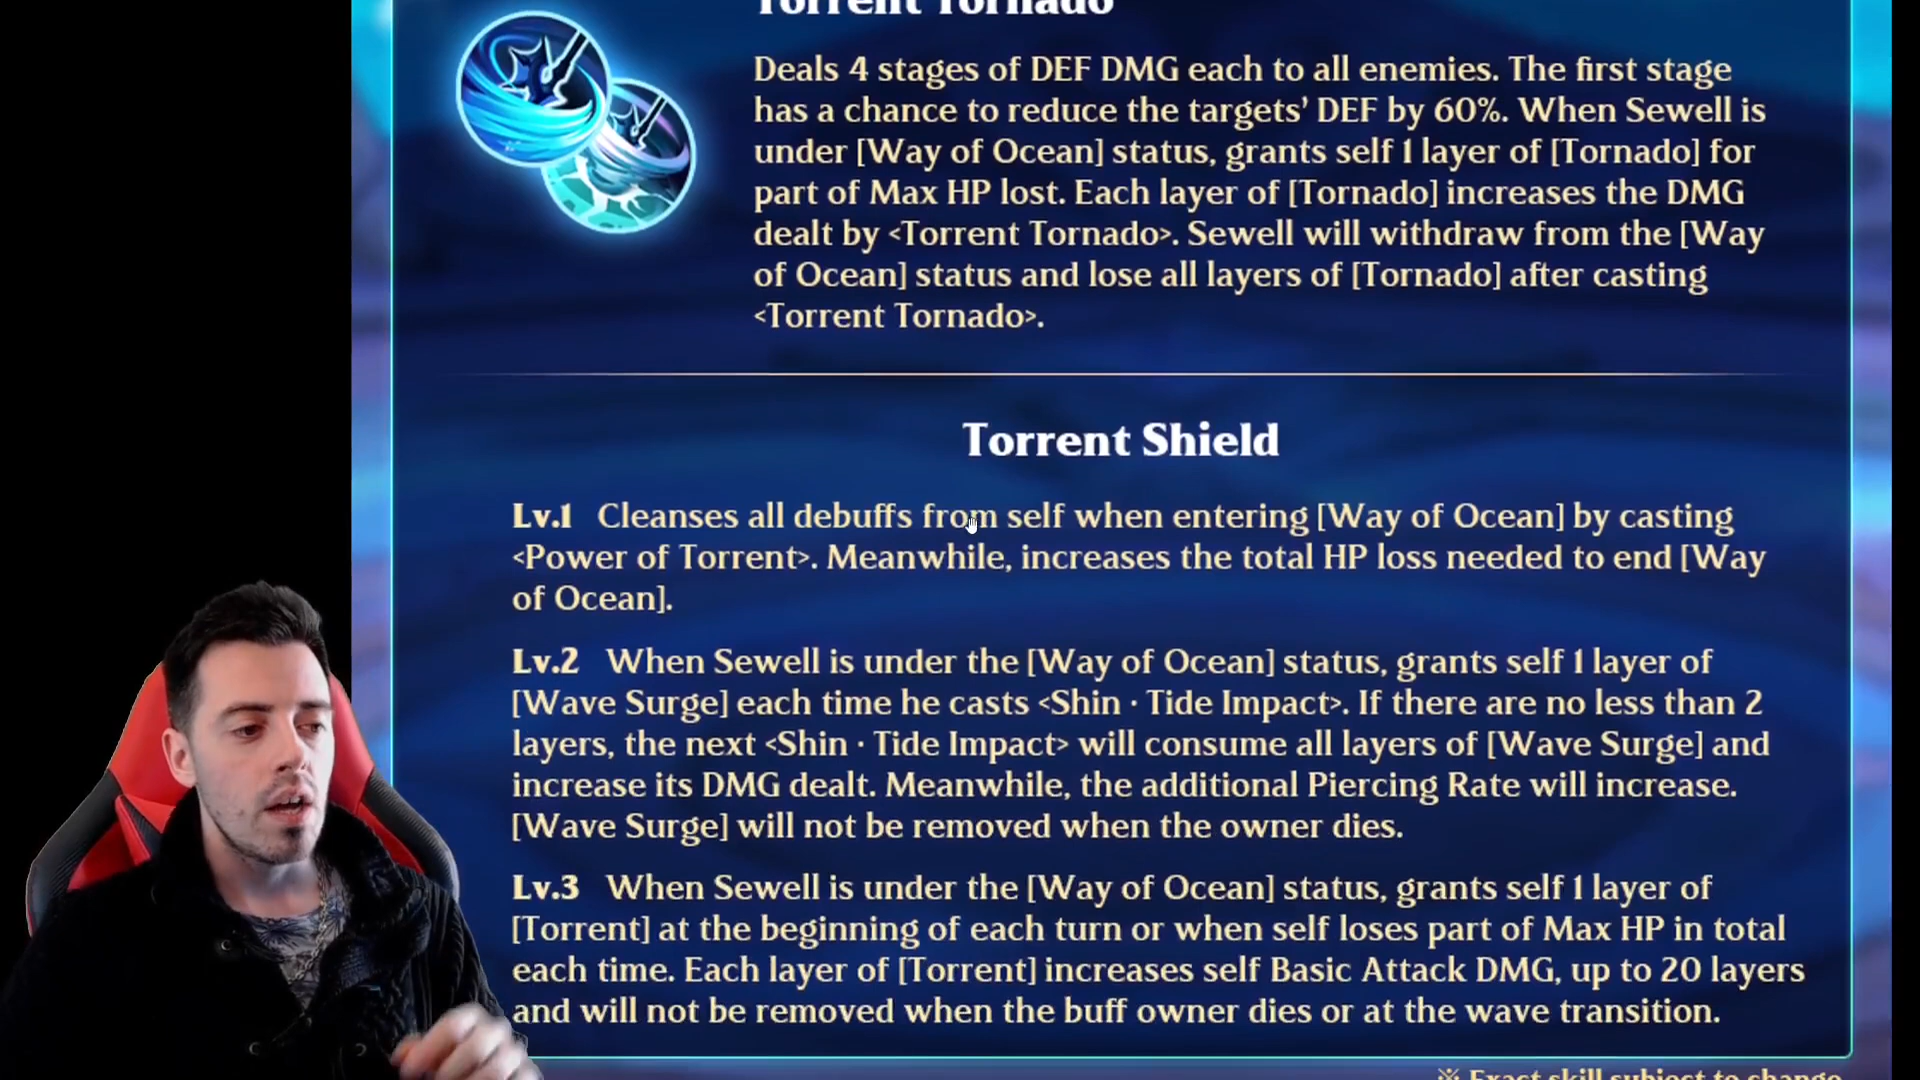 Torrent Tornado
Deals 4 stages of DEF DMG each to all enemies. The first stage
has a chance to reduce the targets’ DEF by 60%. When Sewell is
under [Way of Ocean] status, grants self 1 layer of [Tornado] for
part of Max HP lost. Each layer of [Tornado] increases the DMG
dealt by <Torrent Tornado>. Sewell will withdraw from the [Way
of Ocean] status and lose all layers of [Tornado] after casting
<Torrent Tornado>.
Torrent Shield
Lv.1 Cleanses all debuffs from self when entering [Way of Ocean] by casting
<Power of Torrent>. Meanwhile, increases the total HP loss needed to end [Way
of Ocean].
Lv.2 When Sewell is under the [Way of Ocean] status, grants self 1 layer of
[Wave Surge] each time he casts <Shin · Tide Impact>. If there are no less than 2
layers, the next <Shin · Tide Impact> will consume all layers of [Wave Surge] and
increase its DMG dealt. Meanwhile, the additional Piercing Rate will increase.
[Wave Surge] will not be removed when the owner dies.
Lv.3 When Sewell is under the [Way of Ocean] status, grants self 1 layer of
[Torrent] at the beginning of each turn or when self loses part of Max HP in total
each time. Each layer of [Torrent] increases self Basic Attack DMG, up to 20 layers
and will not be removed when the buff owner dies or at the wave transition.
※ Exact skill subject to change